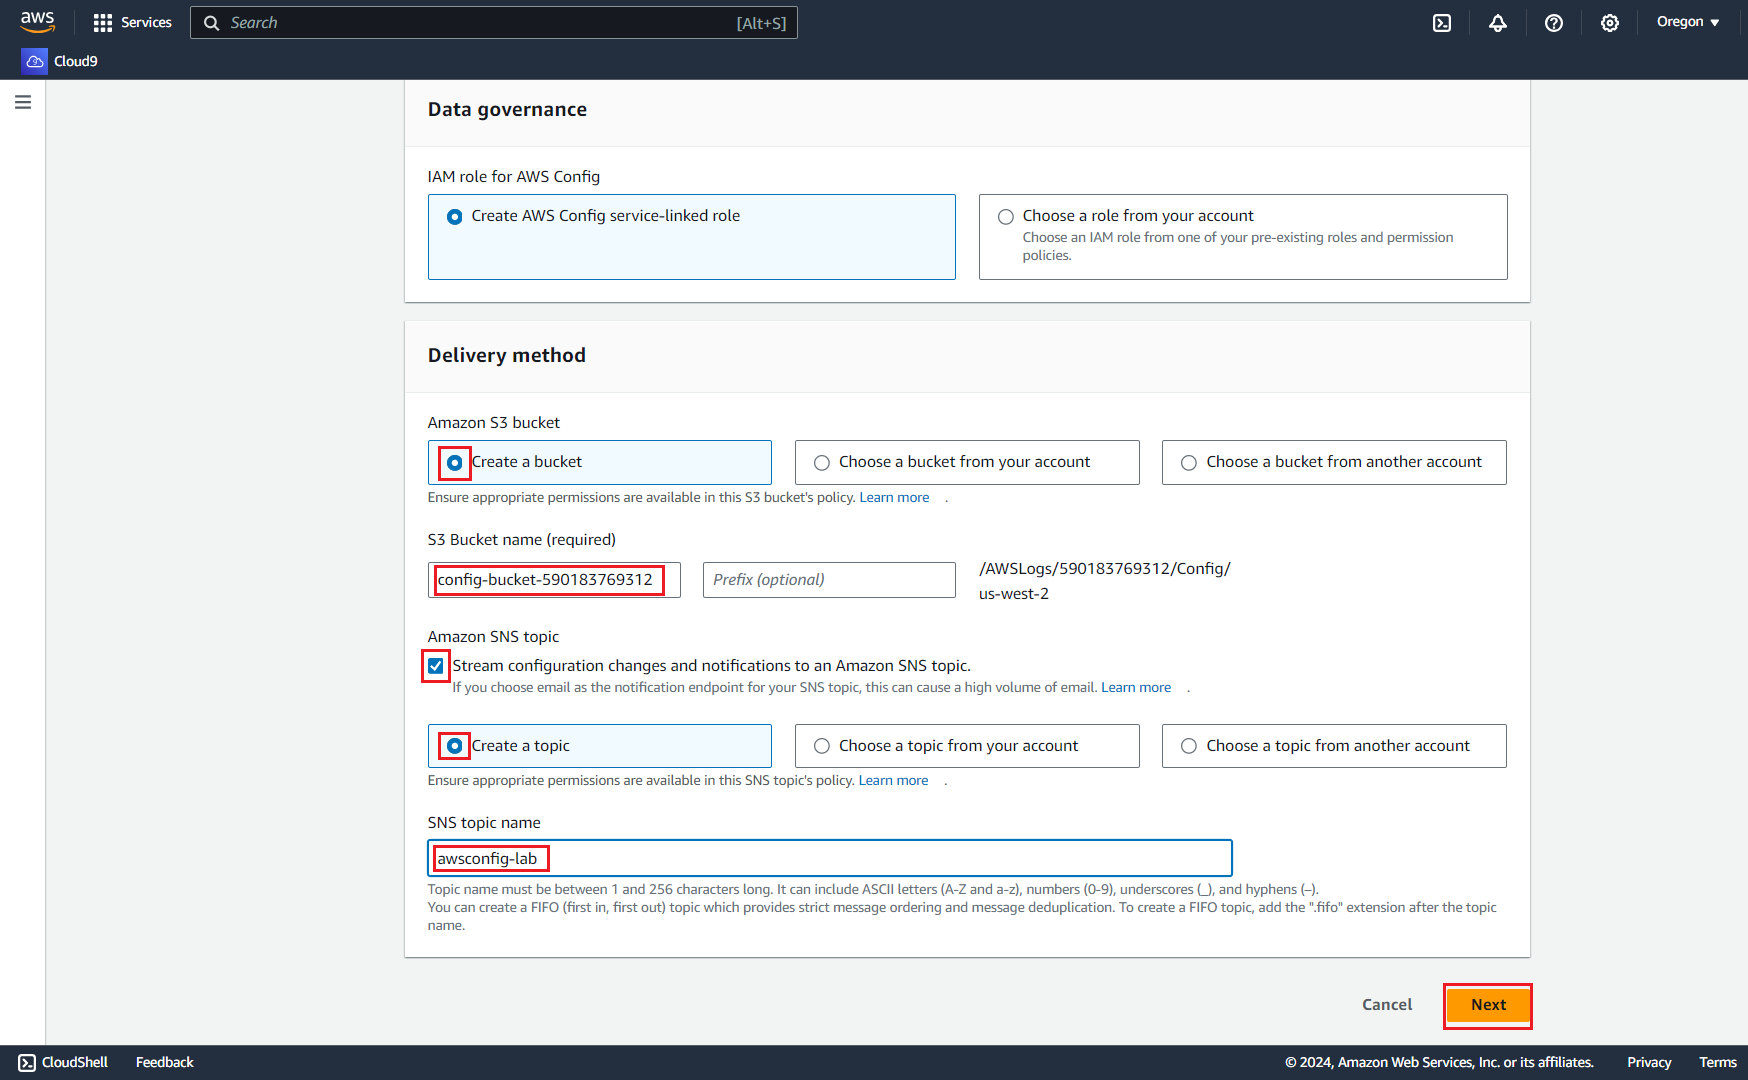 aws
Services
Search
[Alt+S]
Oregon
Cloud9
Data governance
IAM role for AWS Config
Create AWS Config service-linked role
Choose a role from your account
Choose an IAM role from one of your pre-existing roles and permission
policies.
Delivery method
Amazon S3 bucket
Create a bucket
Choose a bucket from your account
Choose a bucket from another account
Ensure appropriate permissions are available in this S3 bucket's policy. Learn more .
S3 Bucket name (required)
config-bucket-590183769312
Prefix (optional)
/AWSLogs/590183769312/Config/
us-west-2
Amazon SNS topic
Stream configuration changes and notifications to an Amazon SNS topic.
If you choose email as the notification endpoint for your SNS topic, this can cause a high volume of email. Learn more .
Create a topic
Choose a topic from your account
Choose a topic from another account
Ensure appropriate permissions are available in this SNS topic's policy. Learn more .
SNS topic name
awsconfig-lab
Topic name must be between 1 and 256 characters long. It can include ASCII letters (A-Z and a-z), numbers (0-9), underscores (_), and hyphens (–).
You can create a FIFO (first in, first out) topic which provides strict message ordering and message deduplication. To create a FIFO topic, add the ".fifo" extension after the topic
name.
Cancel
Next
CloudShell
Feedback
© 2024, Amazon Web Services, Inc. or its affiliates.
Privacy
Terms